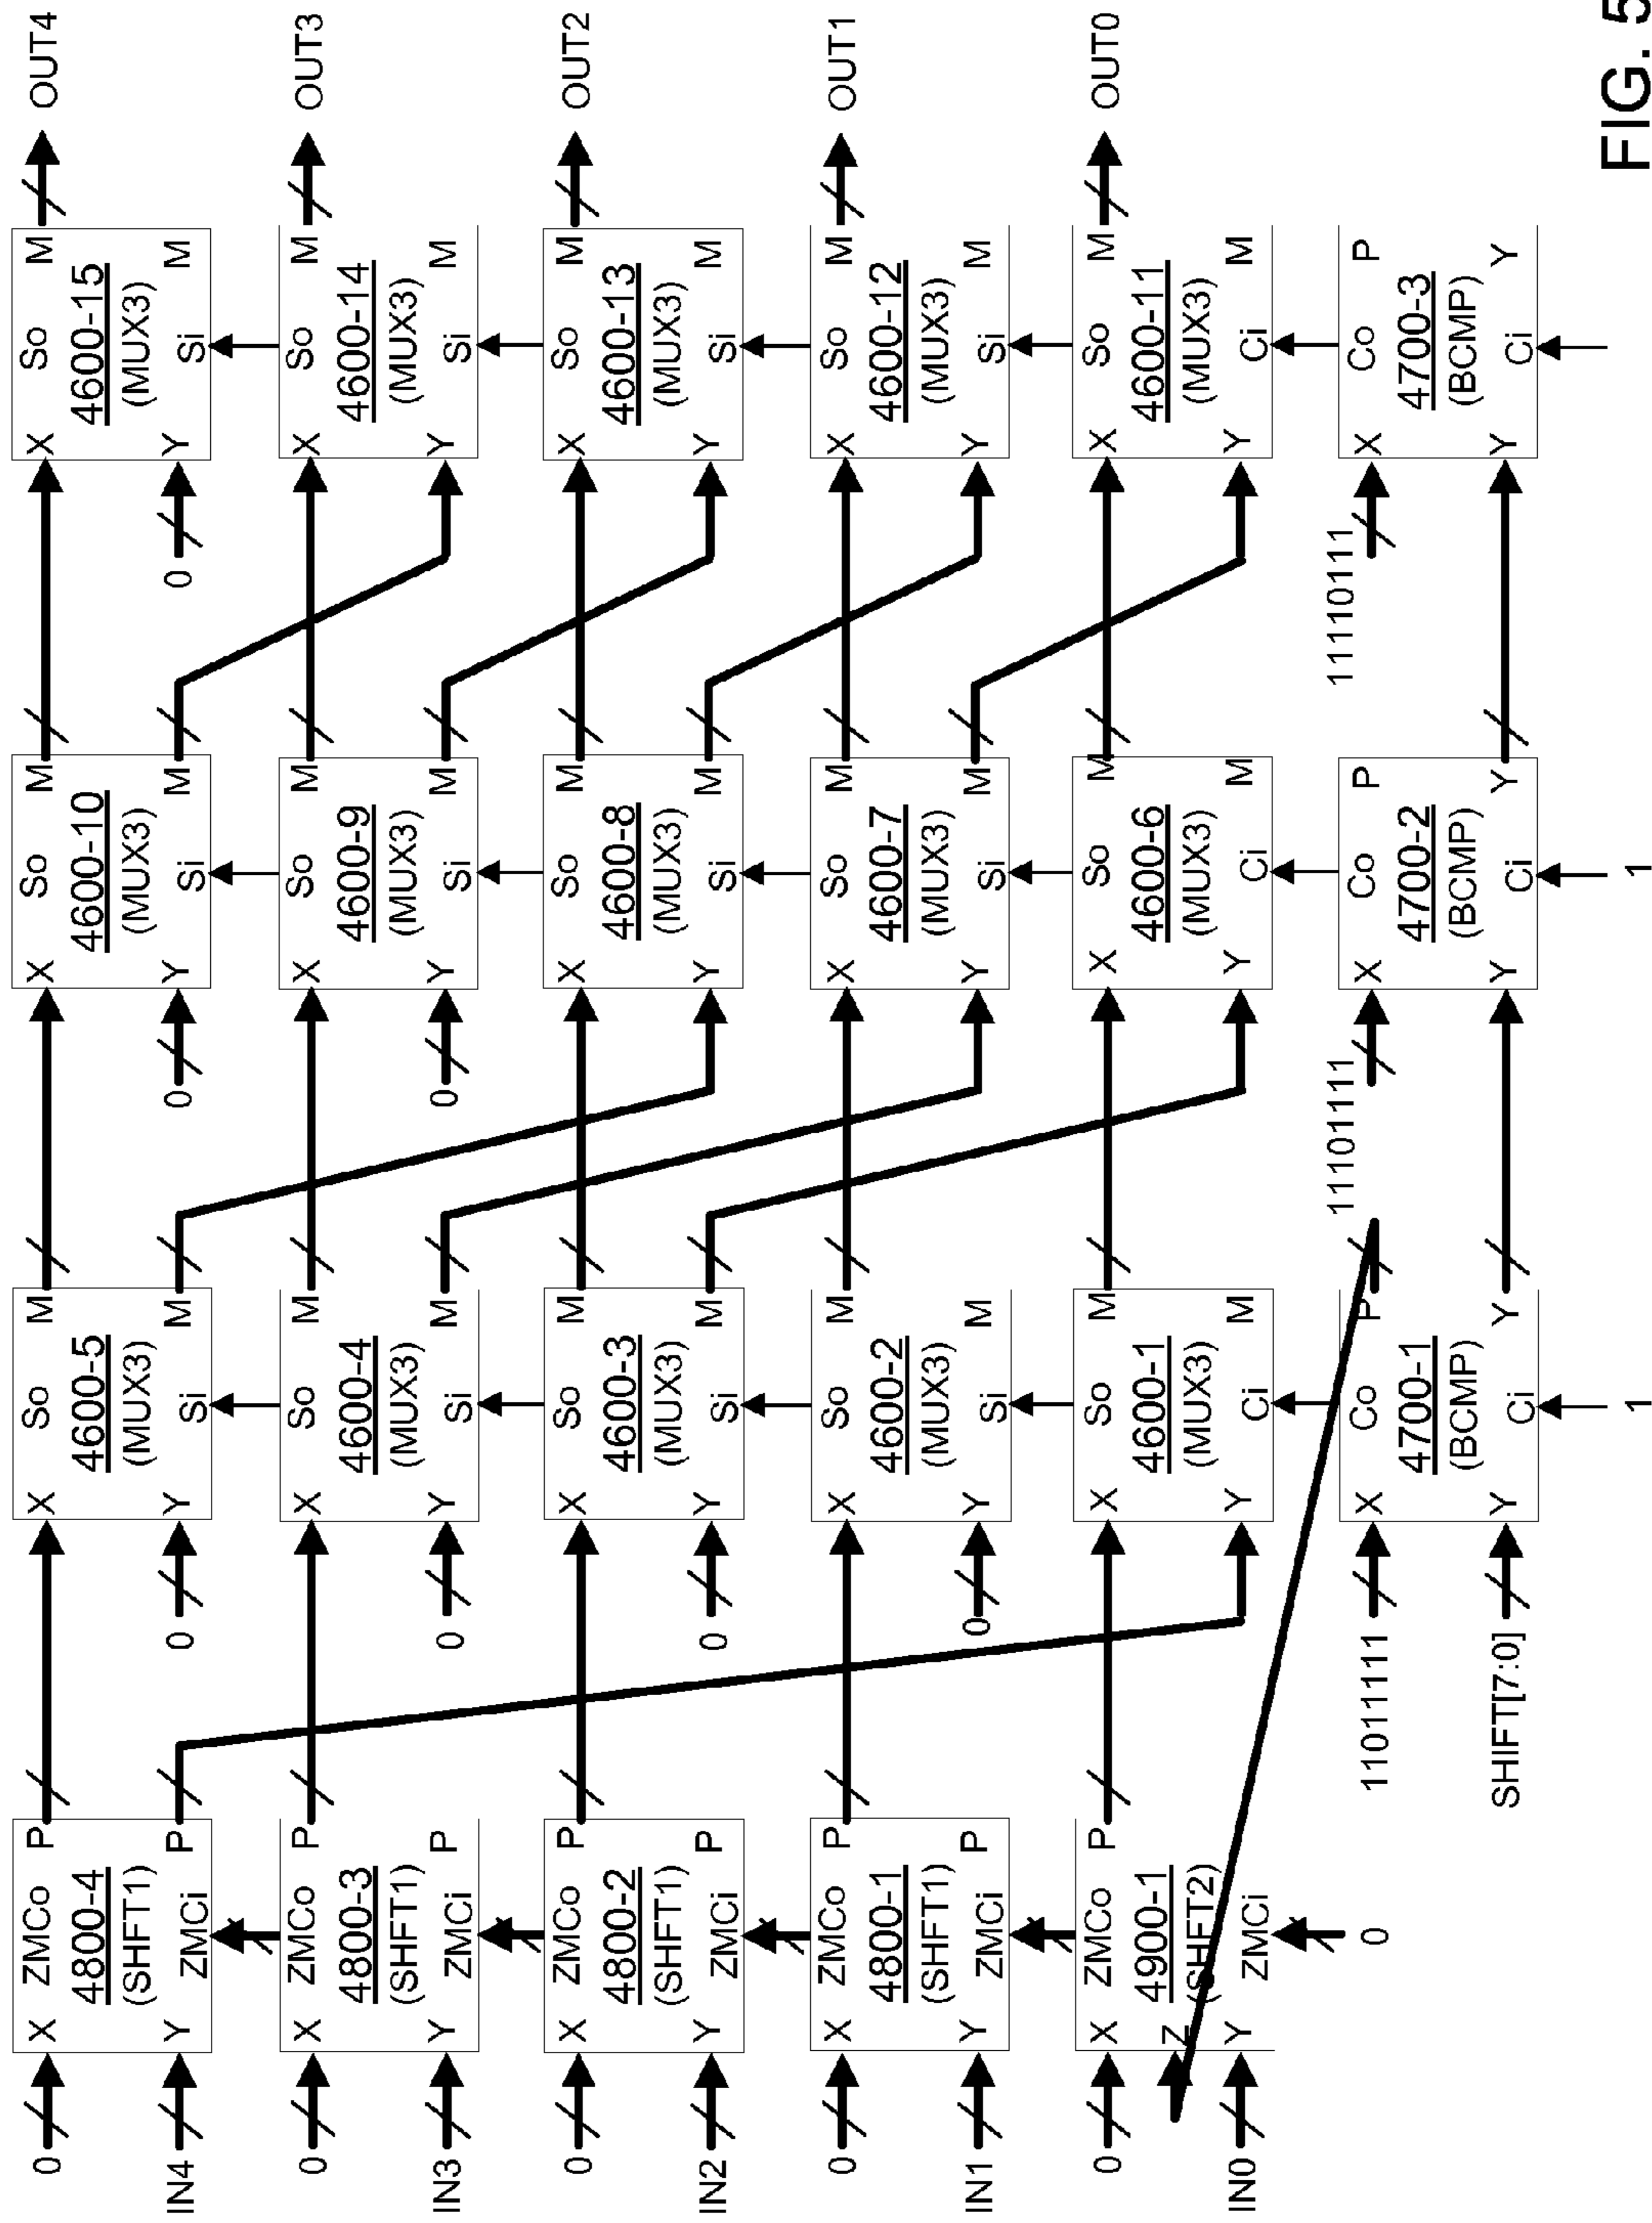 OUT4
OUT3
OUT2
OUT1
OUT0
FIG. 5
So M
X 4600-15
(MUX3)
Y Si M
So M
X 4600-14
(MUX3)
Y Si M
So M
X 4600-13
(MUX3)
Y Si M
So M
X 4600-12
(MUX3)
Y Si M
So M
X 4600-11
(MUX3)
Y Ci M
Co P
X 4700-3
(BCMP)
Y Ci Y
0
11110111
So M
X 4600-10
(MUX3)
Y Si M
So M
X 4600-9
(MUX3)
Y Si M
So M
X 4600-8
(MUX3)
Y Si M
So M
X 4600-7
(MUX3)
Y Si M
So M
X 4600-6
(MUX3)
Y Ci M
Co P
X 4700-2
(BCMP)
Y Ci Y
1
0
0
11101111
So M
X 4600-5
(MUX3)
Y Si M
So M
X 4600-4
(MUX3)
Y Si M
So M
X 4600-3
(MUX3)
Y Si M
So M
X 4600-2
(MUX3)
Y Si M
So M
X 4600-1
(MUX3)
Y Ci M
Co P
X 4700-1
(BCMP)
Y Ci Y
1
0
0
0
0
11011111
SHIFT[7:0]
X ZMCo P
4800-4
(SHFT1)
Y ZMCi P
X ZMCo P
4800-3
(SHFT1)
Y ZMCi P
X ZMCo P
4800-2
(SHFT1)
Y ZMCi P
X ZMCo P
4800-1
(SHFT1)
Y ZMCi P
X ZMCo P
4900-1
Z (SHFT2)
Y ZMCi
0
0
IN4
0
IN3
0
IN2
0
IN1
0
IN0